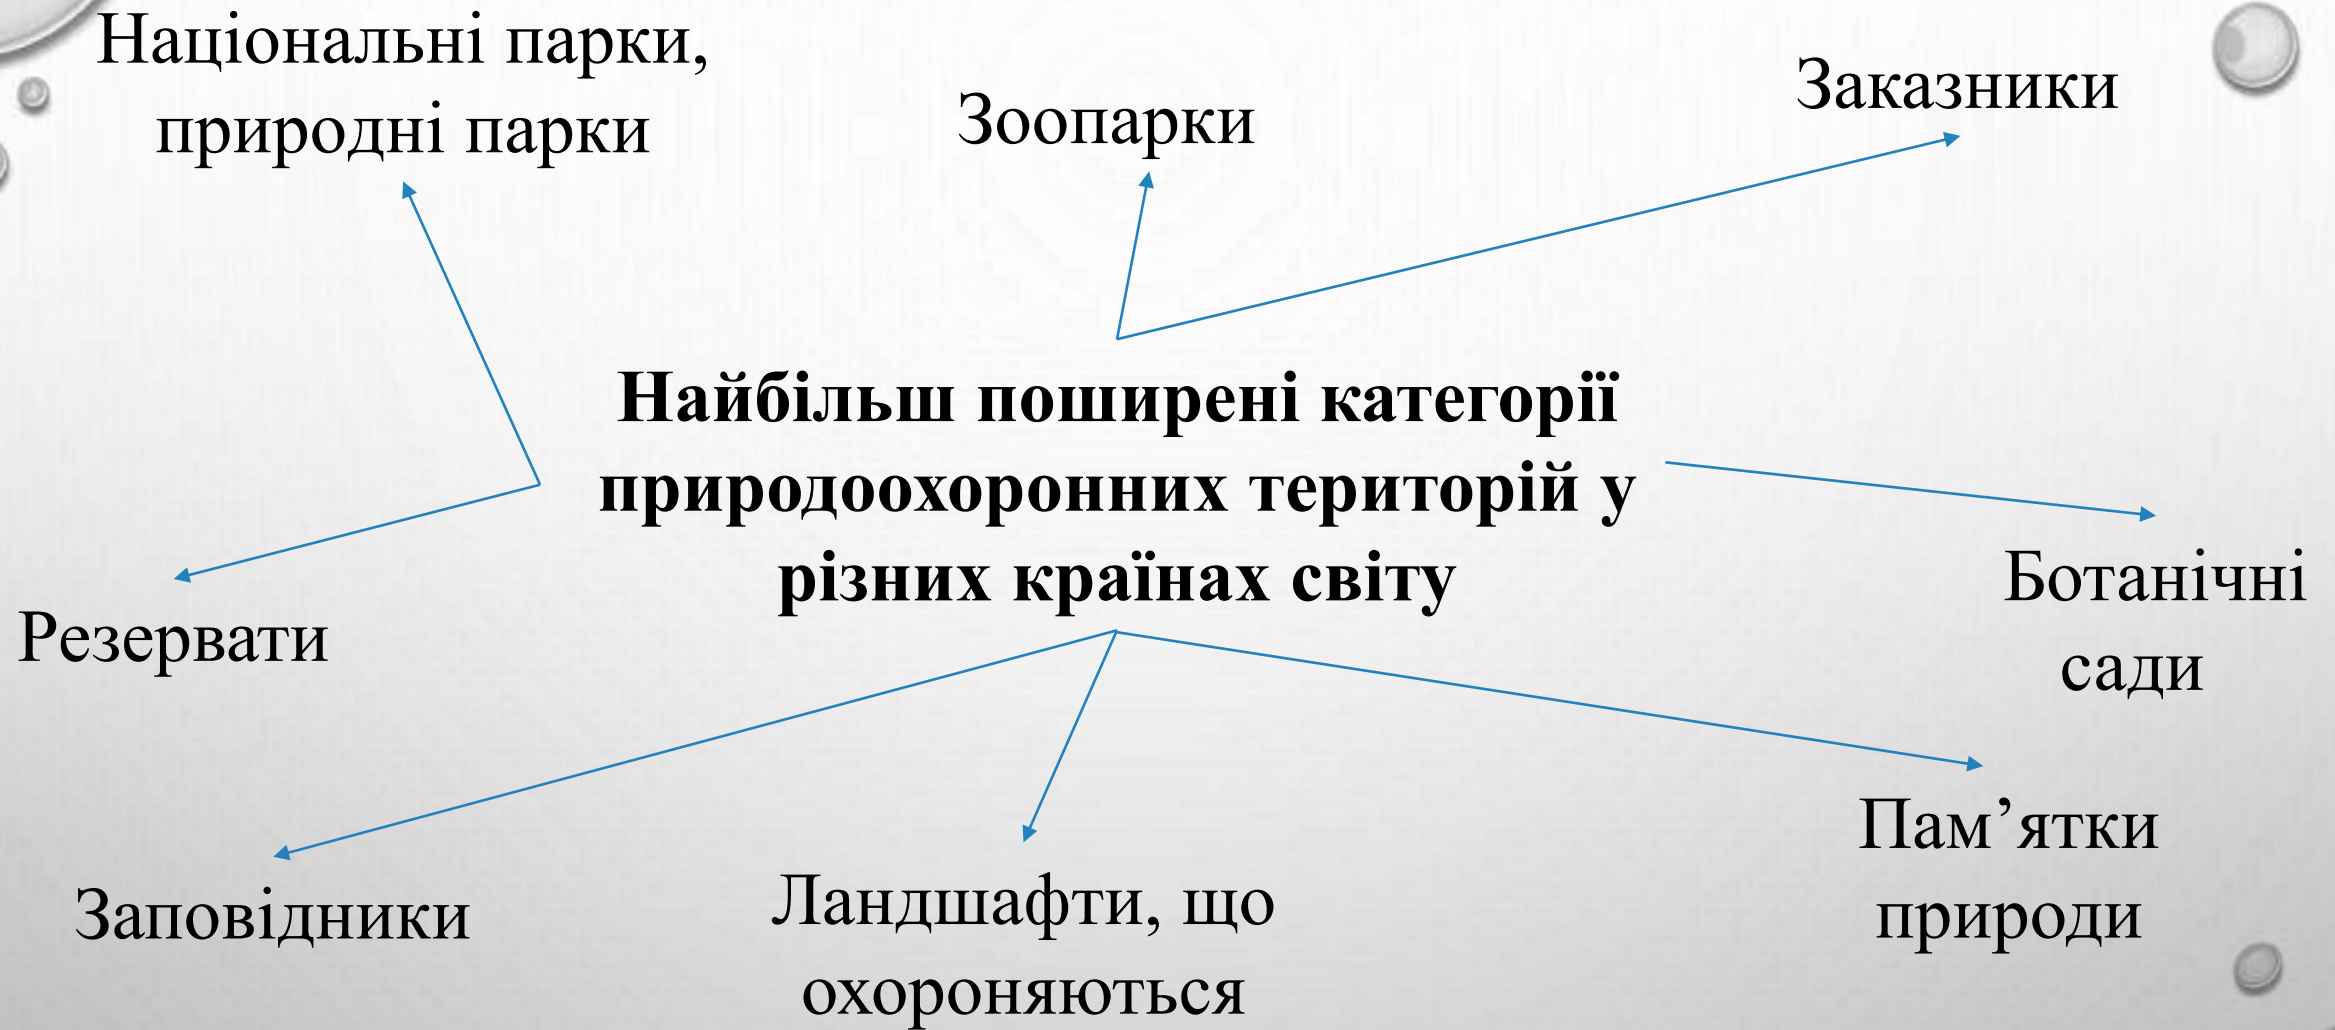 Національні парки,
природні парки
Зоопарки
Заказники
Найбільш поширені категорії
природоохоронних територій у
різних країнах світу
Ботанічні
сади
Резервати
Пам’ятки
природи
Заповідники
Ландшафти, що
охороняються